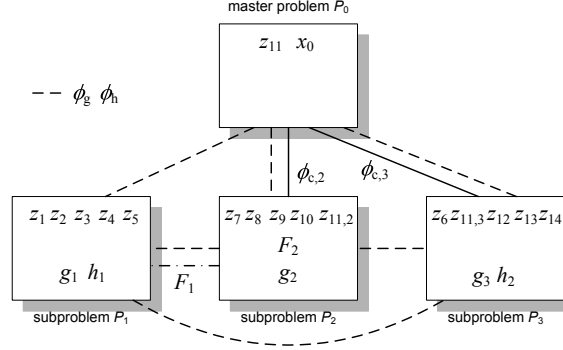 master problem P₀
z₁₁ x₀
ϕg ϕh
ϕc,2
ϕc,3
z₁ z₂ z₃ z₄ z₅
g₁ h₁
F₁
z₇ z₈ z₉ z₁₀ z₁₁,₂
F₂
g₂
z₆ z₁₁,₃ z₁₂ z₁₃ z₁₄
g₃ h₂
subproblem P₁
subproblem P₂
subproblem P₃